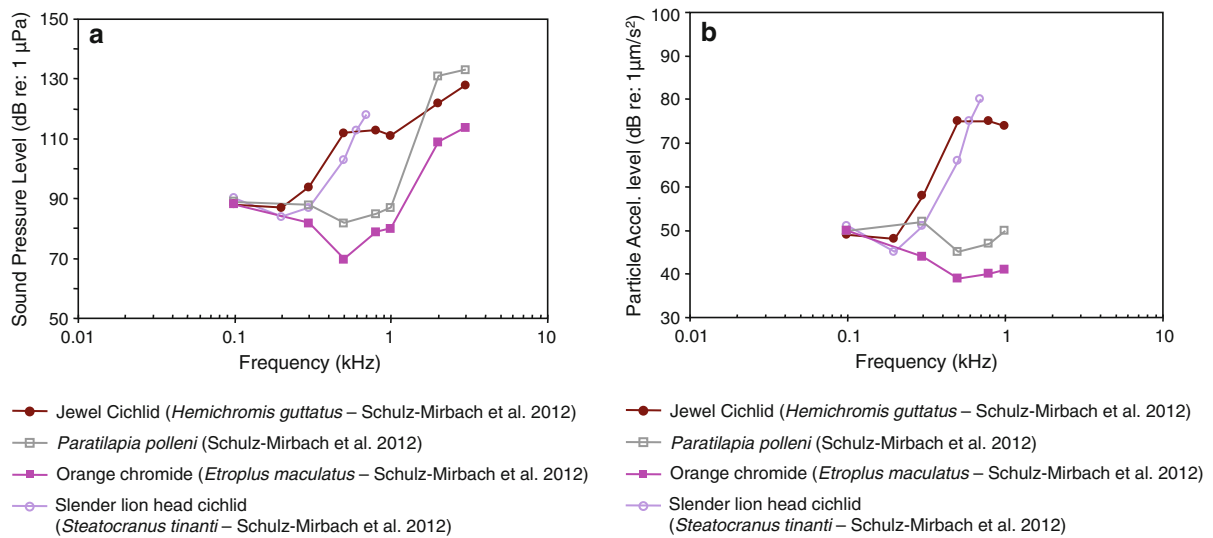 a
Sound Pressure Level (dB re: 1 µPa)
150
130
110
90
70
50
0.01
0.1
1
10
Frequency (kHz)
Jewel Cichlid (Hemichromis guttatus – Schulz-Mirbach et al. 2012)
Paratilapia polleni (Schulz-Mirbach et al. 2012)
Orange chromide (Etroplus maculatus – Schulz-Mirbach et al. 2012)
Slender lion head cichlid
(Steatocranus tinanti – Schulz-Mirbach et al. 2012)
b
Particle Accel. level (dB re: 1µm/s²)
100
90
80
70
60
50
40
30
0.01
0.1
1
10
Frequency (kHz)
Jewel Cichlid (Hemichromis guttatus – Schulz-Mirbach et al. 2012)
Paratilapia polleni (Schulz-Mirbach et al. 2012)
Orange chromide (Etroplus maculatus – Schulz-Mirbach et al. 2012)
Slender lion head cichlid
(Steatocranus tinanti – Schulz-Mirbach et al. 2012)